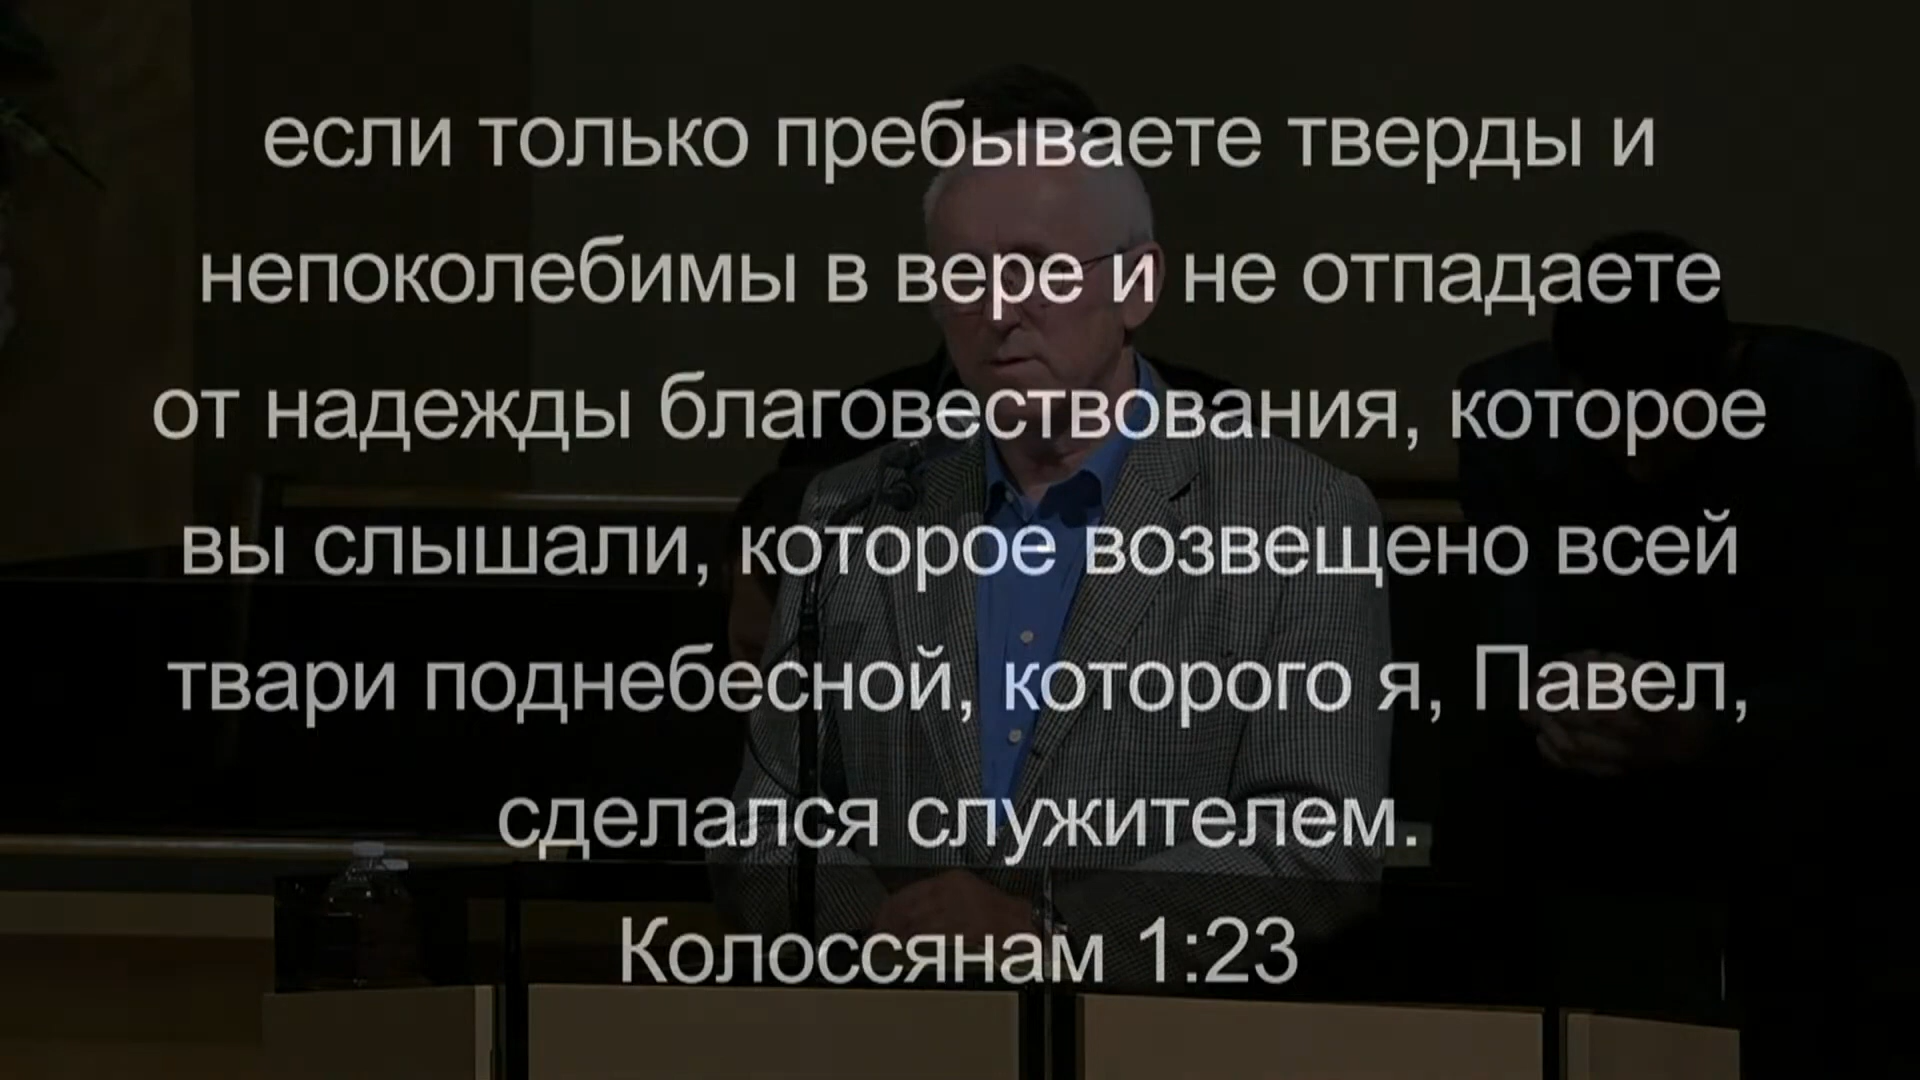 если только пребываете тверды и
непоколебимы в вере и не отпадаете
от надежды благовествования, которое
вы слышали, которое возвещено всей
твари поднебесной, которого я, Павел,
сделался служителем.
Колоссянам 1:23